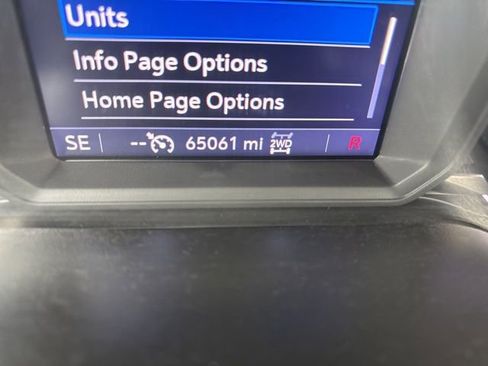 Units
Info Page Options
Home Page Options
SE -- 65061 mi 2WD R